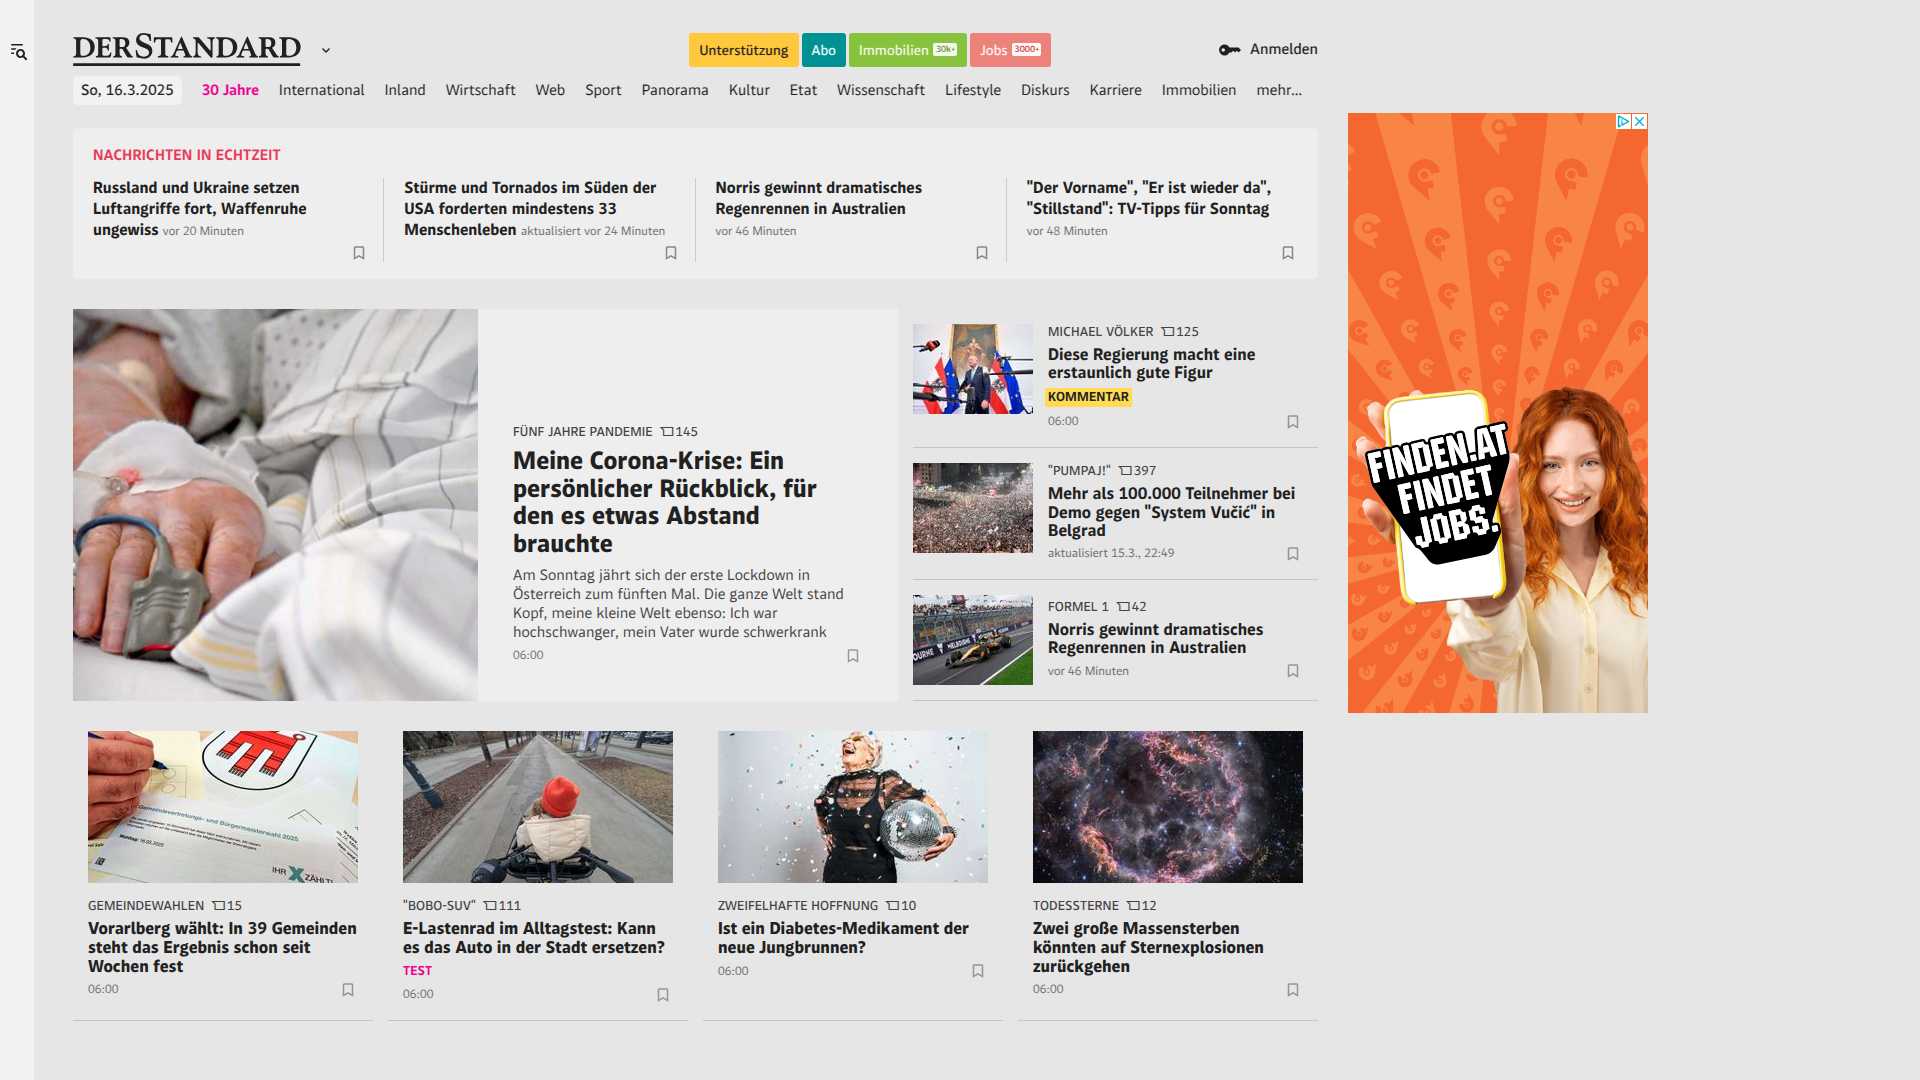 DERSTANDARD
Unterstützung
Abo
Immobilien 30k+
Jobs 3000+
Anmelden
So, 16.3.2025
30 Jahre
International
Inland
Wirtschaft
Web
Sport
Panorama
Kultur
Etat
Wissenschaft
Lifestyle
Diskurs
Karriere
Immobilien
mehr...
NACHRICHTEN IN ECHTZEIT
Russland und Ukraine setzen
Luftangriffe fort, Waffenruhe
ungewiss vor 20 Minuten
Stürme und Tornados im Süden der
USA forderten mindestens 33
Menschenleben aktualisiert vor 24 Minuten
Norris gewinnt dramatisches
Regenrennen in Australien
vor 46 Minuten
"Der Vorname", "Er ist wieder da",
"Stillstand": TV-Tipps für Sonntag
vor 48 Minuten
FÜNF JAHRE PANDEMIE 145
Meine Corona-Krise: Ein
persönlicher Rückblick, für
den es etwas Abstand
brauchte
Am Sonntag jährt sich der erste Lockdown in
Österreich zum fünften Mal. Die ganze Welt stand
Kopf, meine kleine Welt ebenso: Ich war
hochschwanger, mein Vater wurde schwerkrank
06:00
MICHAEL VÖLKER 125
Diese Regierung macht eine
erstaunlich gute Figur
KOMMENTAR
06:00
"PUMPAJ!" 397
Mehr als 100.000 Teilnehmer bei
Demo gegen "System Vučić" in
Belgrad
aktualisiert 15.3., 22:49
FORMEL 1 42
Norris gewinnt dramatisches
Regenrennen in Australien
vor 46 Minuten
FINDEN.AT
FINDET
JOBS.
Gemeindevertretungs- und Bürgermeisterwahl 2025
IHR X ZÄHLT
GEMEINDEWAHLEN 15
Vorarlberg wählt: In 39 Gemeinden
steht das Ergebnis schon seit
Wochen fest
06:00
"BOBO-SUV" 111
E-Lastenrad im Alltagstest: Kann
es das Auto in der Stadt ersetzen?
TEST
06:00
ZWEIFELHAFTE HOFFNUNG 10
Ist ein Diabetes-Medikament der
neue Jungbrunnen?
06:00
TODESSTERNE 12
Zwei große Massensterben
könnten auf Sternexplosionen
zurückgehen
06:00